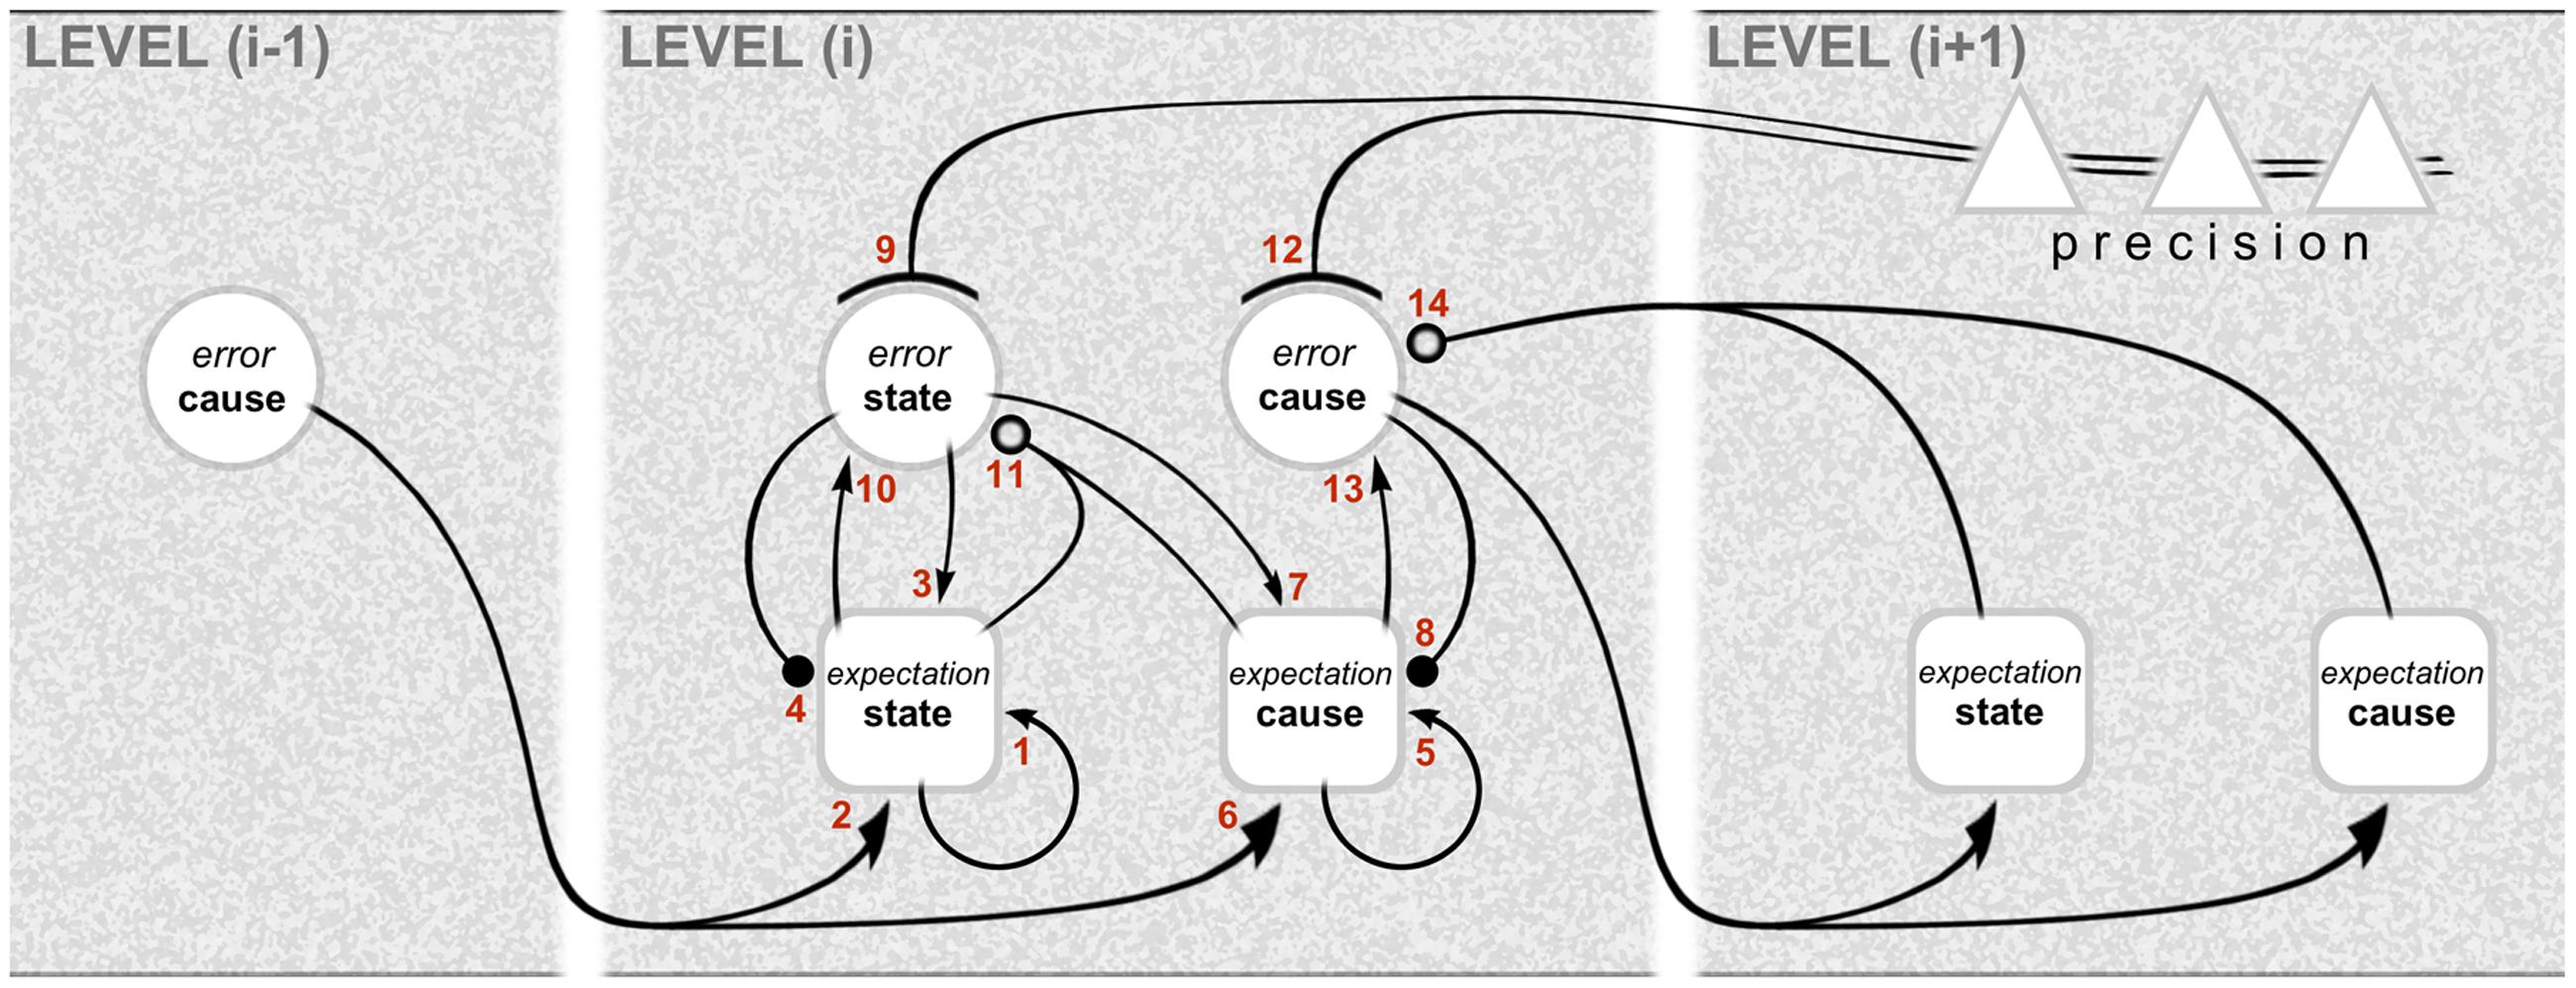 LEVEL (i-1)
LEVEL (i)
LEVEL (i+1)
precision
9
12
14
error
cause
error
state
error
cause
10
11
13
3
7
8
expectation
state
expectation
cause
expectation
state
expectation
cause
4
1
5
2
6